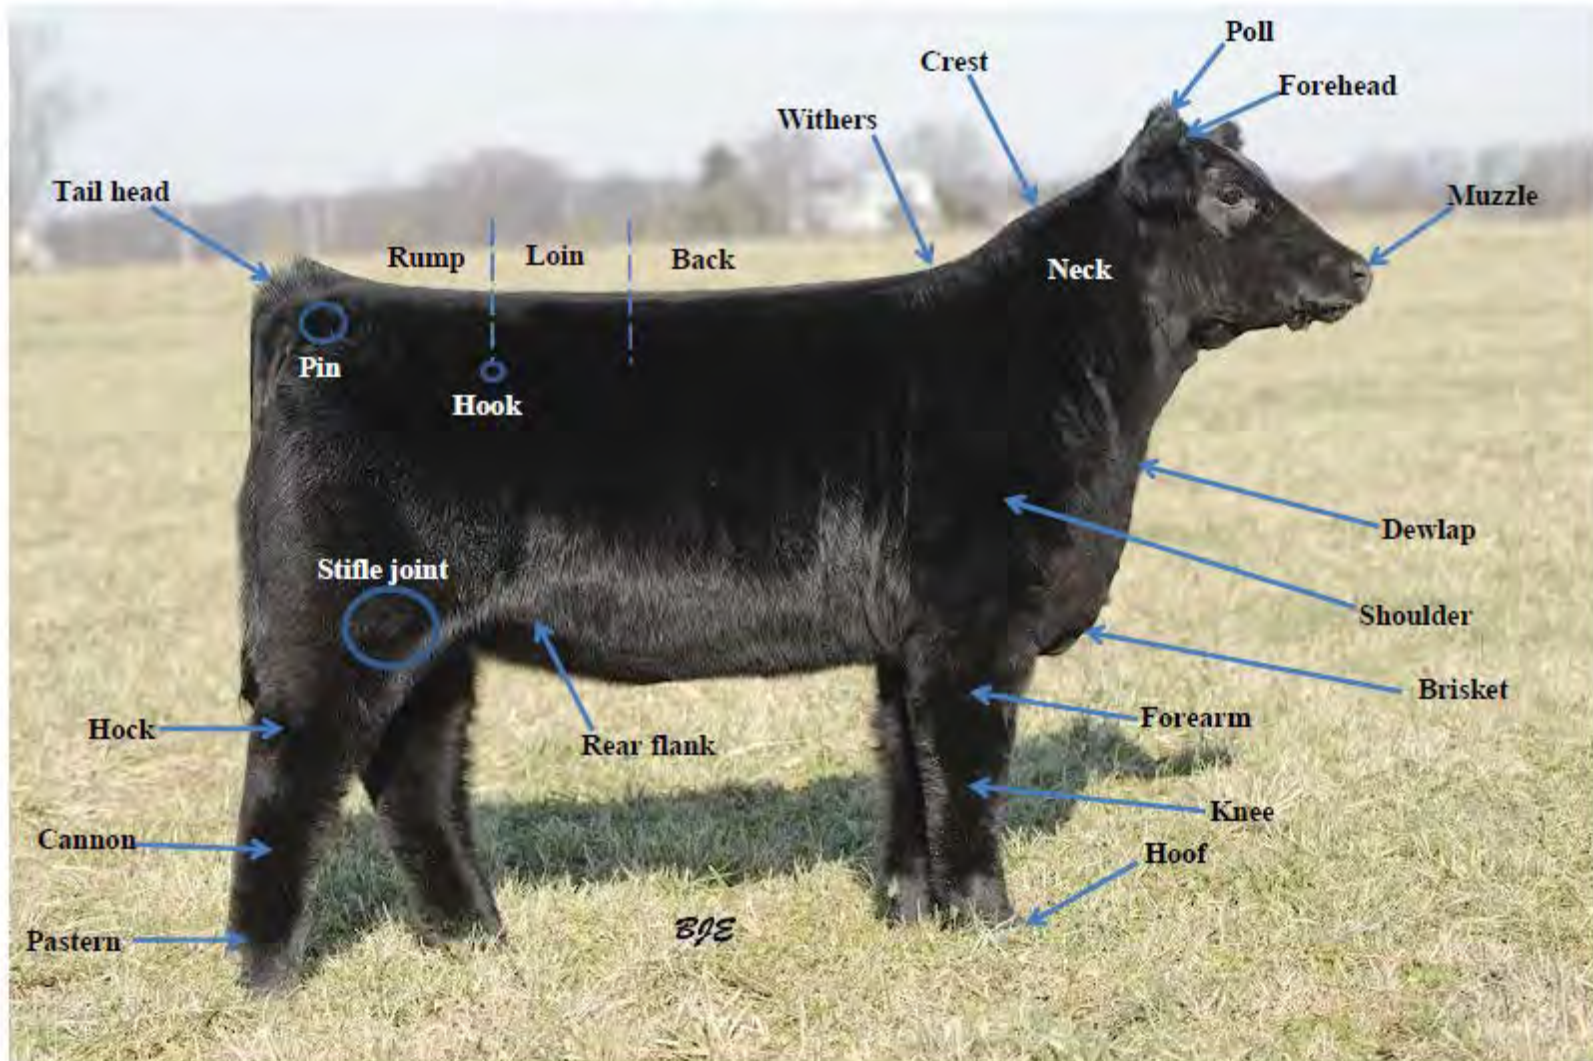 Poll
Crest
Forehead
Withers
Tail head
Muzzle
Rump
Loin
Back
Neck
Pin
Hook
Dewlap
Stifle joint
Shoulder
Brisket
Forearm
Hock
Rear flank
Knee
Cannon
Hoof
BJE
Pastern